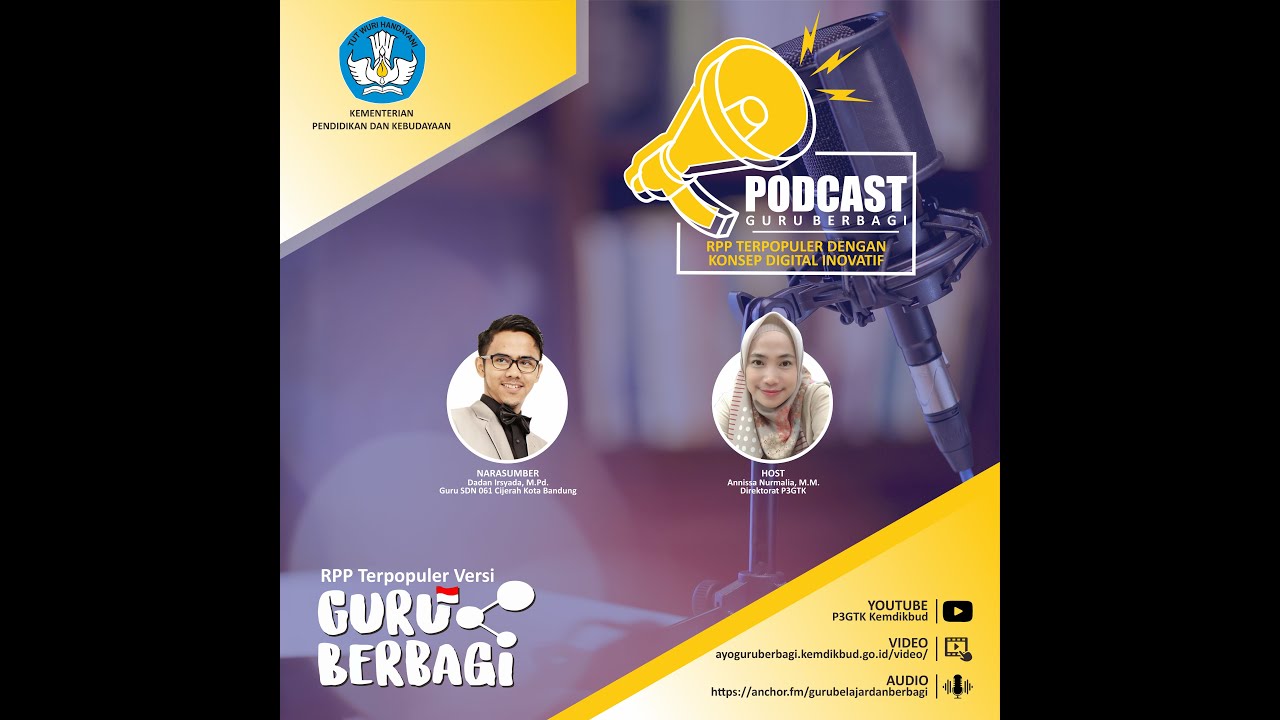 TUT WURI HANDAYANI
KEMENTERIAN
PENDIDIKAN DAN KEBUDAYAAN
PODCAST
GURU BERBAGI
RPP TERPOPULER DENGAN
KONSEP DIGITAL INOVATIF
NARASUMBER
Dadan Irsyada, M.Pd.
Guru SDN 061 Cijerah Kota Bandung
HOST
Annissa Nurmalia, M.M.
Direktorat P3GTK
RPP Terpopuler Versi
GURU
BERBAGI
YOUTUBE
P3GTK Kemdikbud
VIDEO
ayoguruberbagi.kemdikbud.go.id/video/
AUDIO
https://anchor.fm/gurubelajardanberbagi